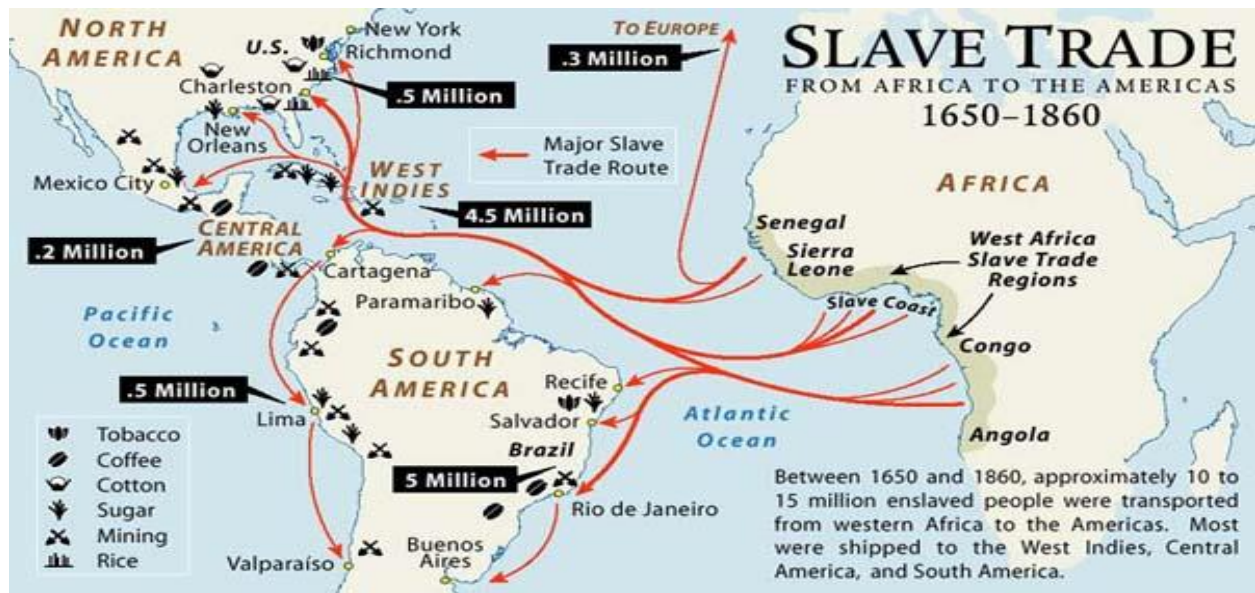 SLAVE TRADE
FROM AFRICA TO THE AMERICAS
1650–1860
NORTH
AMERICA
U.S.
New York
Richmond
Charleston
.5 Million
New
Orleans
Mexico City
WEST
INDIES
4.5 Million
CENTRAL
AMERICA
.2 Million
TO EUROPE
.3 Million
Major Slave
Trade Route
AFRICA
Senegal
Sierra
Leone
West Africa
Slave Trade
Regions
Slave Coast
Congo
Angola
Cartagena
Paramaribo
Pacific
Ocean
SOUTH
AMERICA
.5 Million
Lima
Recife
Salvador
Brazil
5 Million
Rio de Janeiro
Atlantic
Ocean
Valparaíso
Buenos
Aires
Tobacco
Coffee
Cotton
Sugar
Mining
Rice
Between 1650 and 1860, approximately 10 to
15 million enslaved people were transported
from western Africa to the Americas. Most
were shipped to the West Indies, Central
America, and South America.